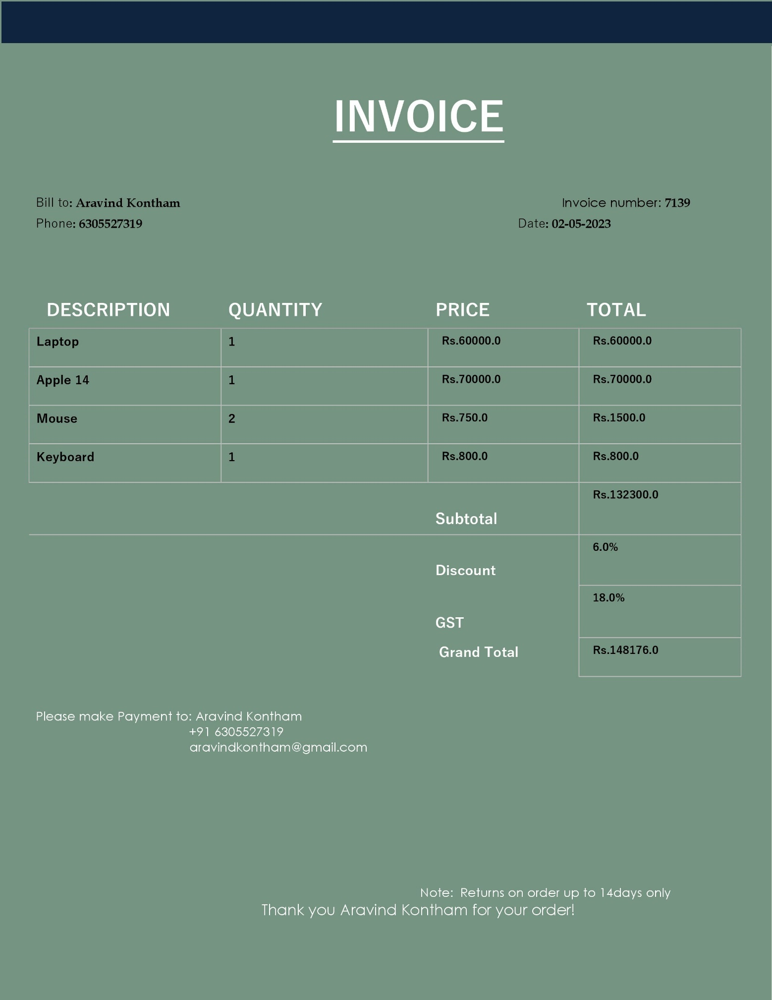 INVOICE
Bill to: Aravind Kontham Invoice number: 7139
Phone: 6305527319 Date: 02-05-2023
DESCRIPTION QUANTITY PRICE TOTAL
Laptop 1 Rs.60000.0 Rs.60000.0
Apple 14 1 Rs.70000.0 Rs.70000.0
Mouse 2 Rs.750.0 Rs.1500.0
Keyboard 1 Rs.800.0 Rs.800.0
Subtotal Rs.132300.0
Discount 6.0%
GST 18.0%
Grand Total Rs.148176.0
Please make Payment to: Aravind Kontham
+91 6305527319
aravindkontham@gmail.com
Note:  Returns on order up to 14days only
Thank you Aravind Kontham for your order!